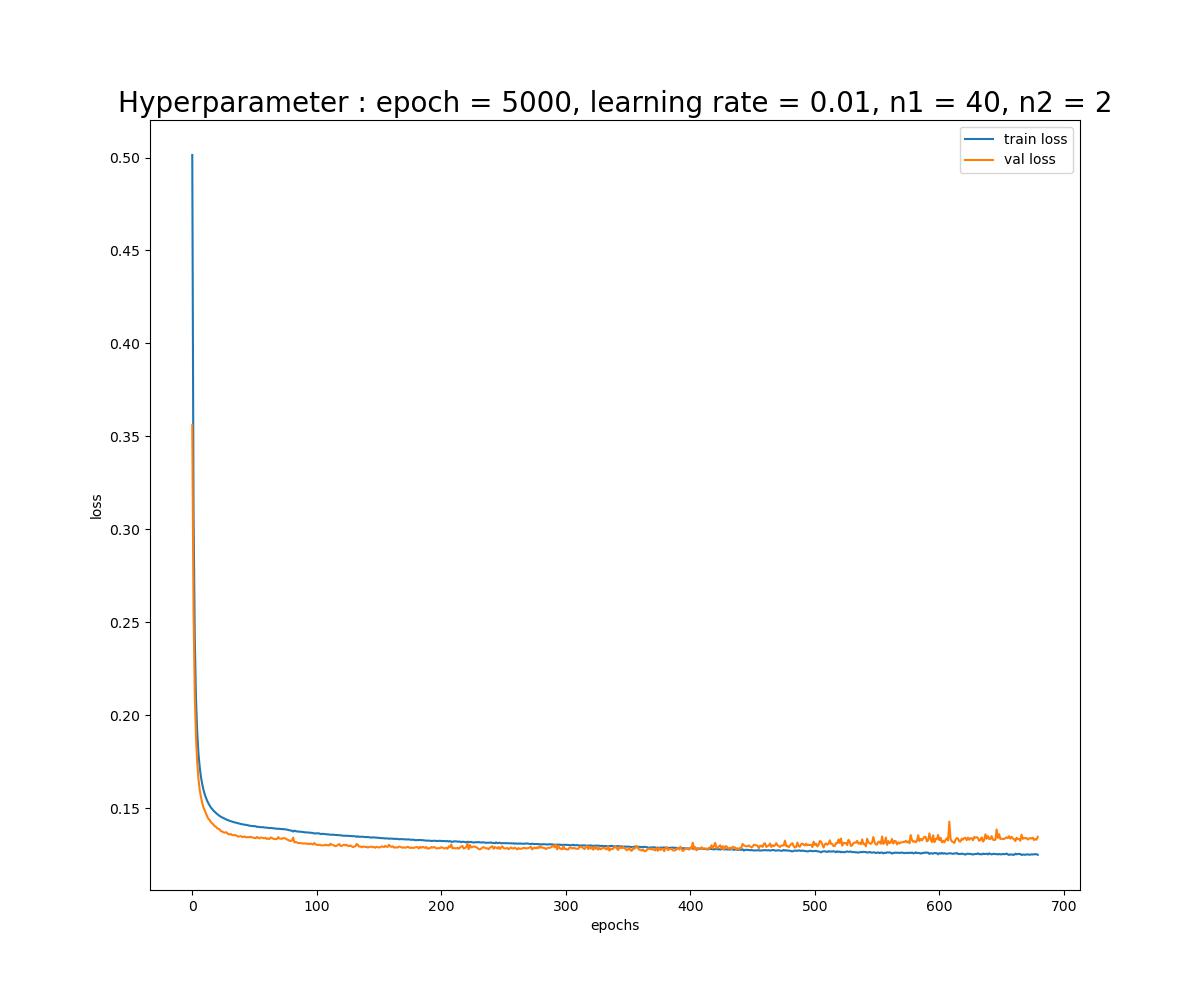 Hyperparameter : epoch = 5000, learning rate = 0.01, n1 = 40, n2 = 2
train loss
val loss
0.50
0.45
0.40
0.35
0.30
0.25
0.20
0.15
loss
0 100 200 300 400 500 600 700
epochs